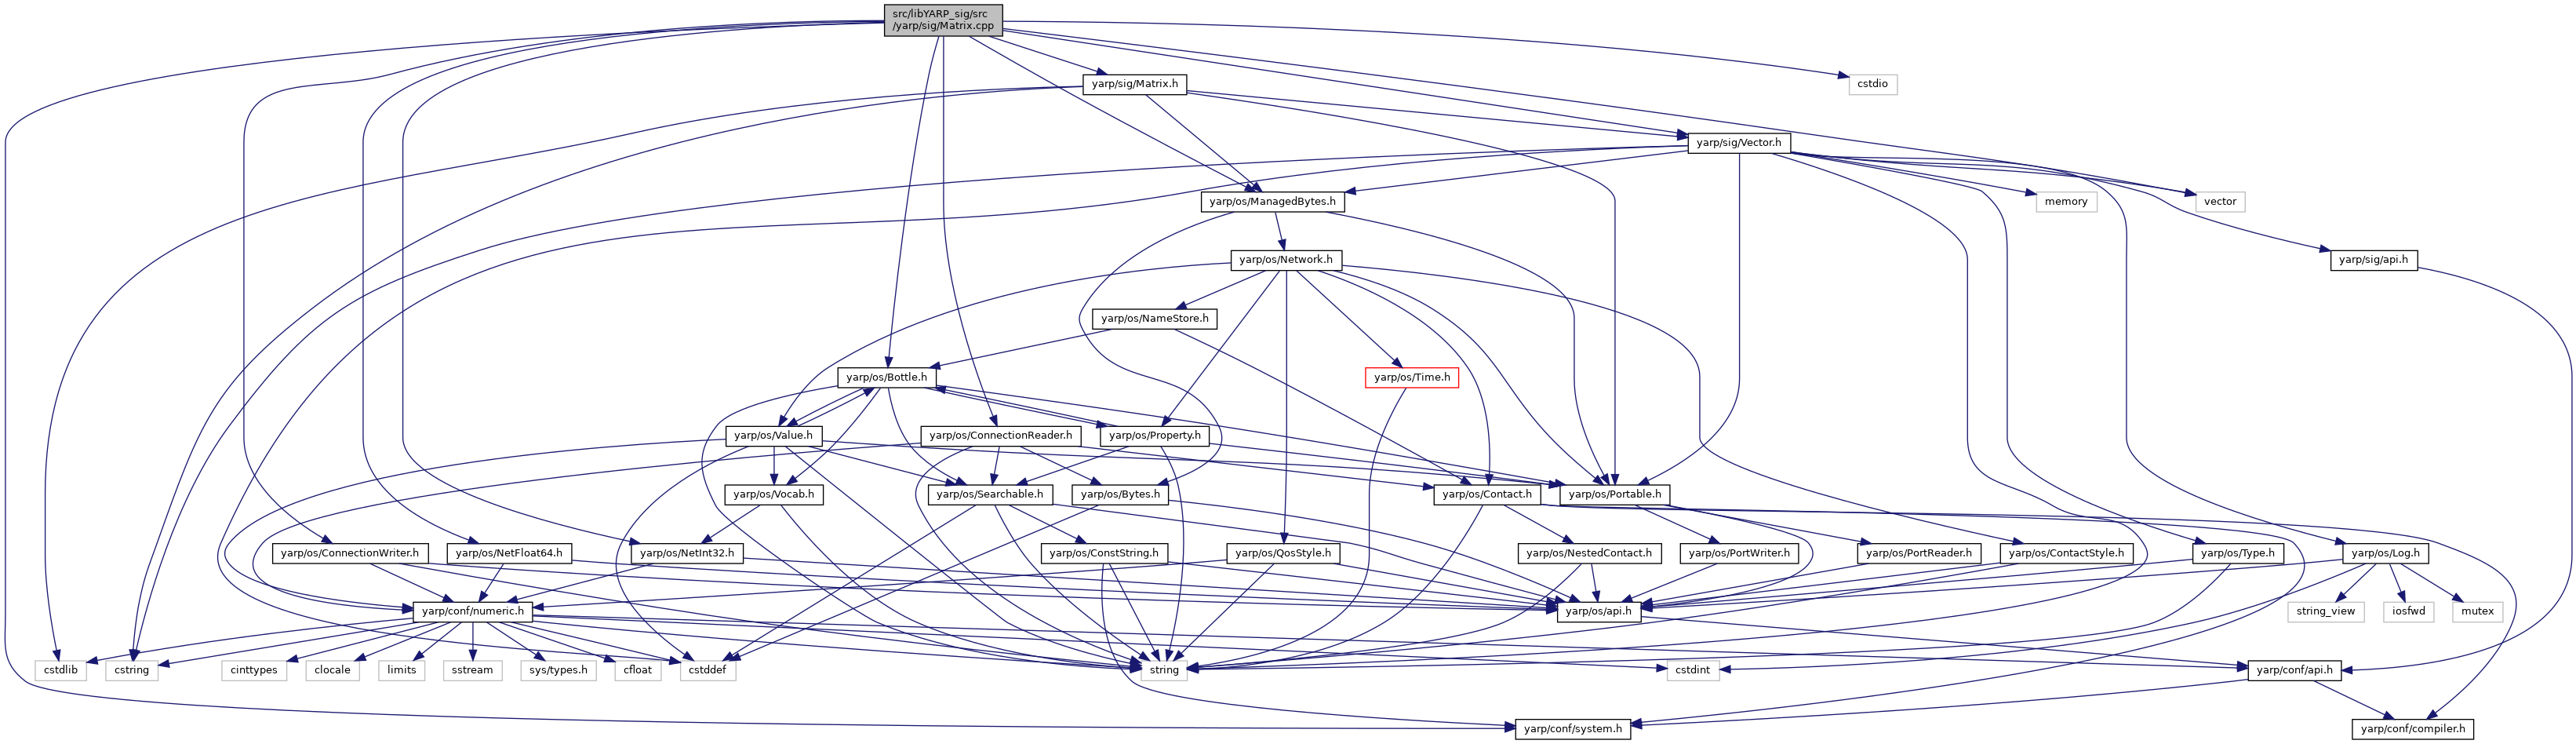 src/libYARP_sig/src
/yarp/sig/Matrix.cpp
yarp/sig/Matrix.h
cstdio
yarp/sig/Vector.h
yarp/os/ManagedBytes.h
memory
vector
yarp/os/Network.h
yarp/sig/api.h
yarp/os/NameStore.h
yarp/os/Bottle.h
yarp/os/Time.h
yarp/os/Value.h
yarp/os/ConnectionReader.h
yarp/os/Property.h
yarp/os/Vocab.h
yarp/os/Searchable.h
yarp/os/Bytes.h
yarp/os/Contact.h
yarp/os/Portable.h
yarp/os/ConnectionWriter.h
yarp/os/NetFloat64.h
yarp/os/NetInt32.h
yarp/os/ConstString.h
yarp/os/QosStyle.h
yarp/os/NestedContact.h
yarp/os/PortWriter.h
yarp/os/PortReader.h
yarp/os/ContactStyle.h
yarp/os/Type.h
yarp/os/Log.h
yarp/conf/numeric.h
yarp/os/api.h
string_view
iosfwd
mutex
cstdlib
cstring
cinttypes
clocale
limits
sstream
sys/types.h
cfloat
cstddef
string
cstdint
yarp/conf/api.h
yarp/conf/system.h
yarp/conf/compiler.h